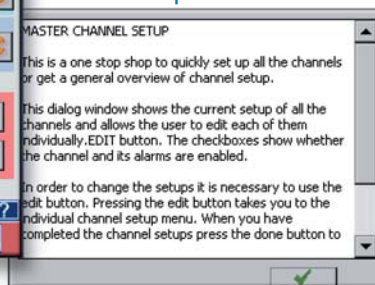 MASTER CHANNEL SETUP
This is a one stop shop to quickly set up all the channels
or get a general overview of channel setup.
This dialog window shows the current setup of all the
channels and allows the user to edit each of them
individually.EDIT button. The checkboxes show whether
the channel and its alarms are enabled.
In order to change the setups it is necessary to use the
edit button. Pressing the edit button takes you to the
individual channel setup menu. When you have
completed the channel setups press the done button to
?